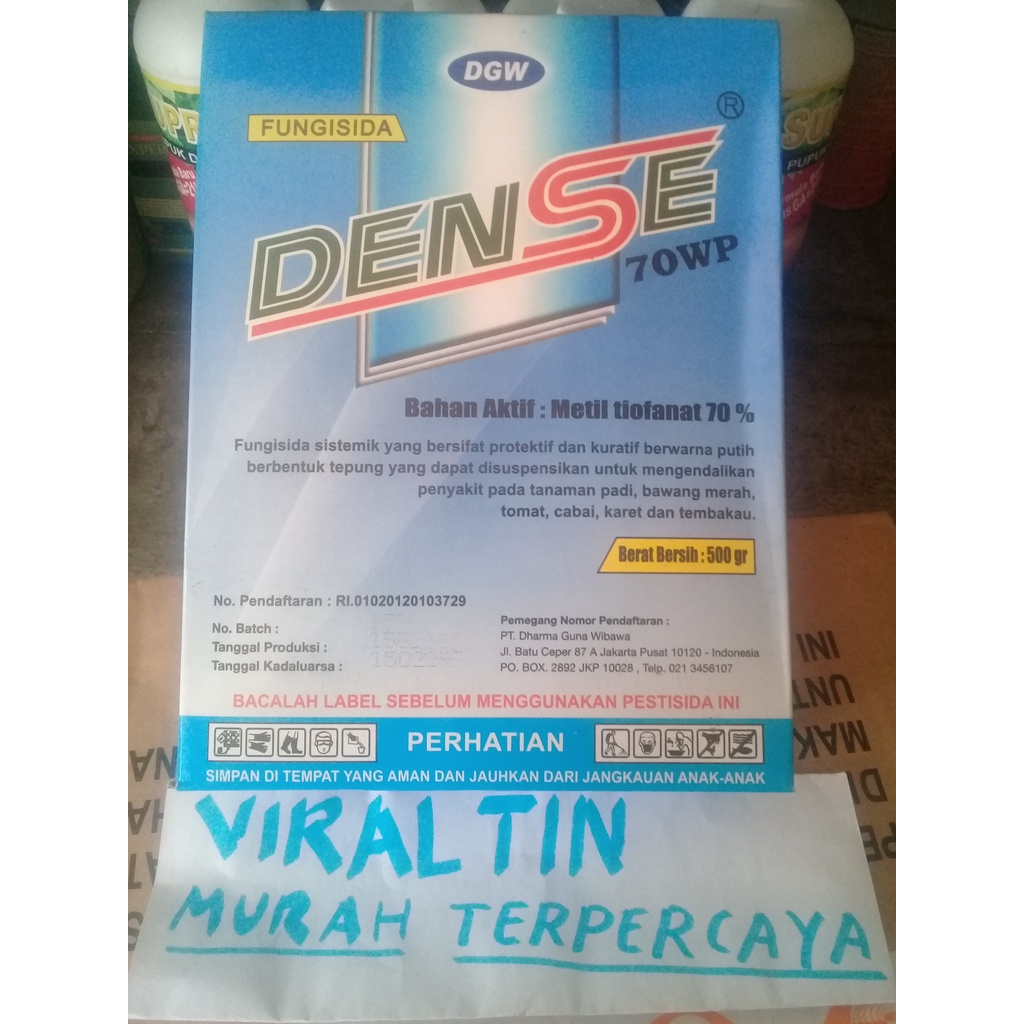 DGW
®
FUNGISIDA
DENSE
70WP
Bahan Aktif : Metil tiofanat 70 %
Fungisida sistemik yang bersifat protektif dan kuratif berwarna putih
berbentuk tepung yang dapat disuspensikan untuk mengendalikan
penyakit pada tanaman padi, bawang merah,
tomat, cabai, karet dan tembakau.
Berat Bersih : 500 gr
No. Pendaftaran : RI.01020120103729
No. Batch :
Tanggal Produksi :
Tanggal Kadaluarsa :
Pemegang Nomor Pendaftaran :
PT. Dharma Guna Wibawa
Jl. Batu Ceper 87 A Jakarta Pusat 10120 - Indonesia
PO. BOX. 2892 JKP 10028 , Telp. 021 3456107
BACALAH LABEL SEBELUM MENGGUNAKAN PESTISIDA INI
PERHATIAN
SIMPAN DI TEMPAT YANG AMAN DAN JAUHKAN DARI JANGKAUAN ANAK-ANAK
VIRAL TIN
MURAH TERPERCAYA
INI